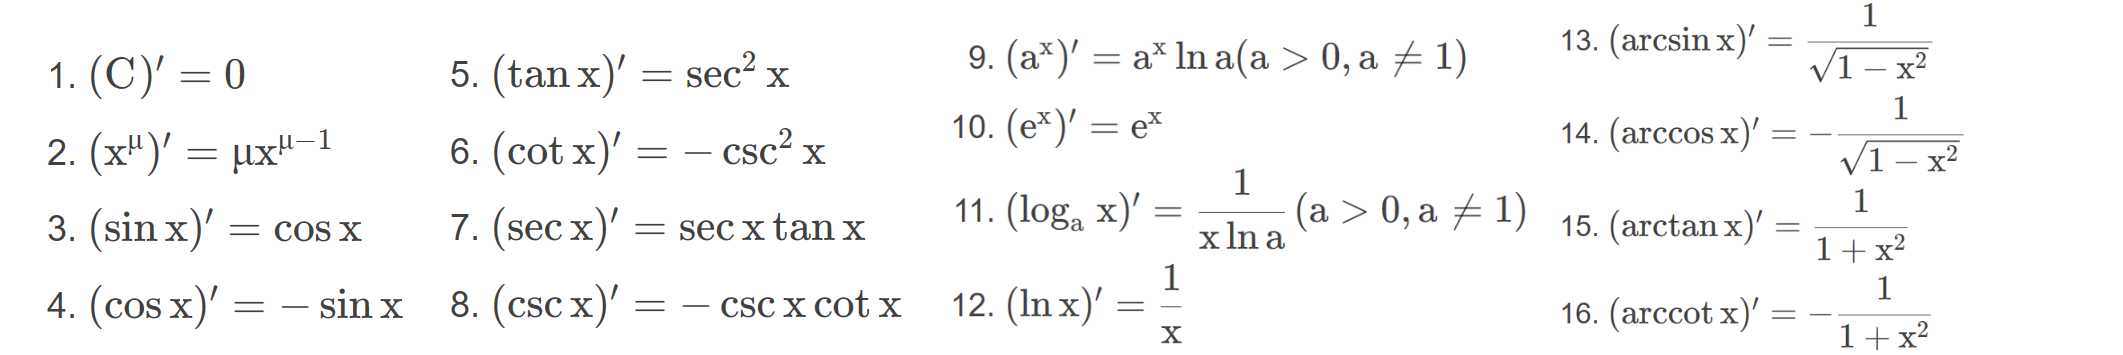 1. (C)′ = 0
2. (x^μ)′ = μx^(μ−1)
3. (sin x)′ = cos x
4. (cos x)′ = − sin x
5. (tan x)′ = sec² x
6. (cot x)′ = − csc² x
7. (sec x)′ = sec x tan x
8. (csc x)′ = − csc x cot x
9. (a^x)′ = a^x ln a(a > 0, a ≠ 1)
10. (e^x)′ = e^x
11. (log_a x)′ = 1/(x ln a) (a > 0, a ≠ 1)
12. (ln x)′ = 1/x
13. (arcsin x)′ = 1/√(1 − x²)
14. (arccos x)′ = −1/√(1 − x²)
15. (arctan x)′ = 1/(1 + x²)
16. (arccot x)′ = −1/(1 + x²)